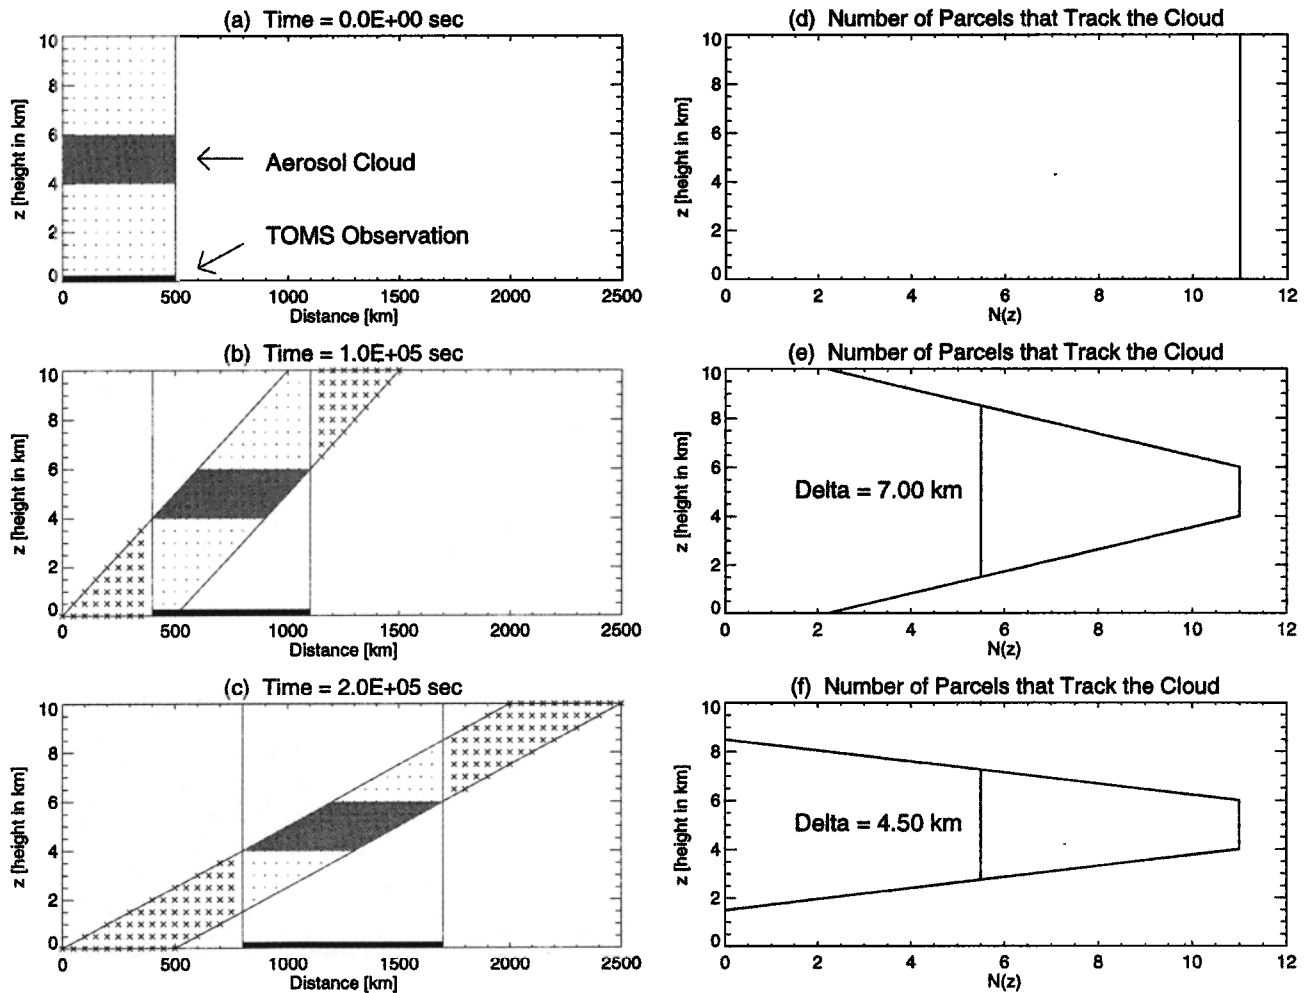 (a) Time = 0.0E+00 sec
10
8
6
4
2
0
z [height in km]
Aerosol Cloud
TOMS Observation
0 500 1000 1500 2000 2500
Distance [km]
(d) Number of Parcels that Track the Cloud
10
8
6
4
2
0
z [height in km]
0 2 4 6 8 10 12
N(z)
(b) Time = 1.0E+05 sec
10
8
6
4
2
0
z [height in km]
0 500 1000 1500 2000 2500
Distance [km]
(e) Number of Parcels that Track the Cloud
10
8
6
4
2
0
z [height in km]
Delta = 7.00 km
0 2 4 6 8 10 12
N(z)
(c) Time = 2.0E+05 sec
10
8
6
4
2
0
z [height in km]
0 500 1000 1500 2000 2500
Distance [km]
(f) Number of Parcels that Track the Cloud
10
8
6
4
2
0
z [height in km]
Delta = 4.50 km
0 2 4 6 8 10 12
N(z)